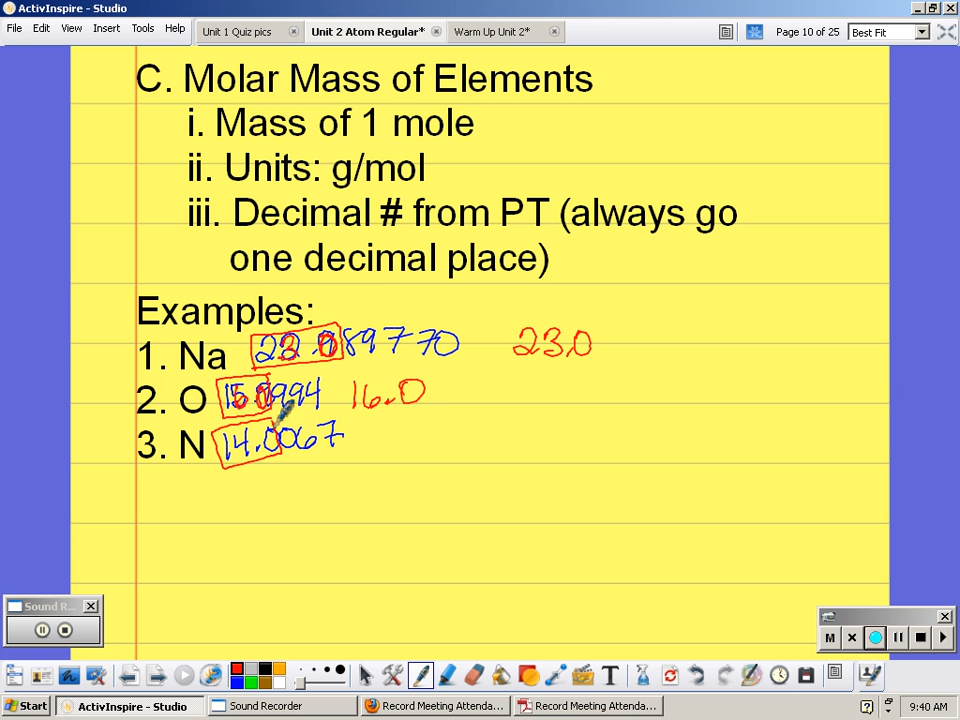 ActivInspire - Studio
File Edit View Insert Tools Help
Unit 1 Quiz pics
Unit 2 Atom Regular*
Warm Up Unit 2*
Page 10 of 25
Best Fit
C. Molar Mass of Elements
i. Mass of 1 mole
ii. Units: g/mol
iii. Decimal # from PT (always go
one decimal place)
Examples:
1. Na 22.989770 23.0
2. O 15.9994 16.0
3. N 14.0067
Sound R...
M
T
Start
ActivInspire - Studio
Sound Recorder
Record Meeting Attenda...
Record Meeting Attenda...
9:40 AM